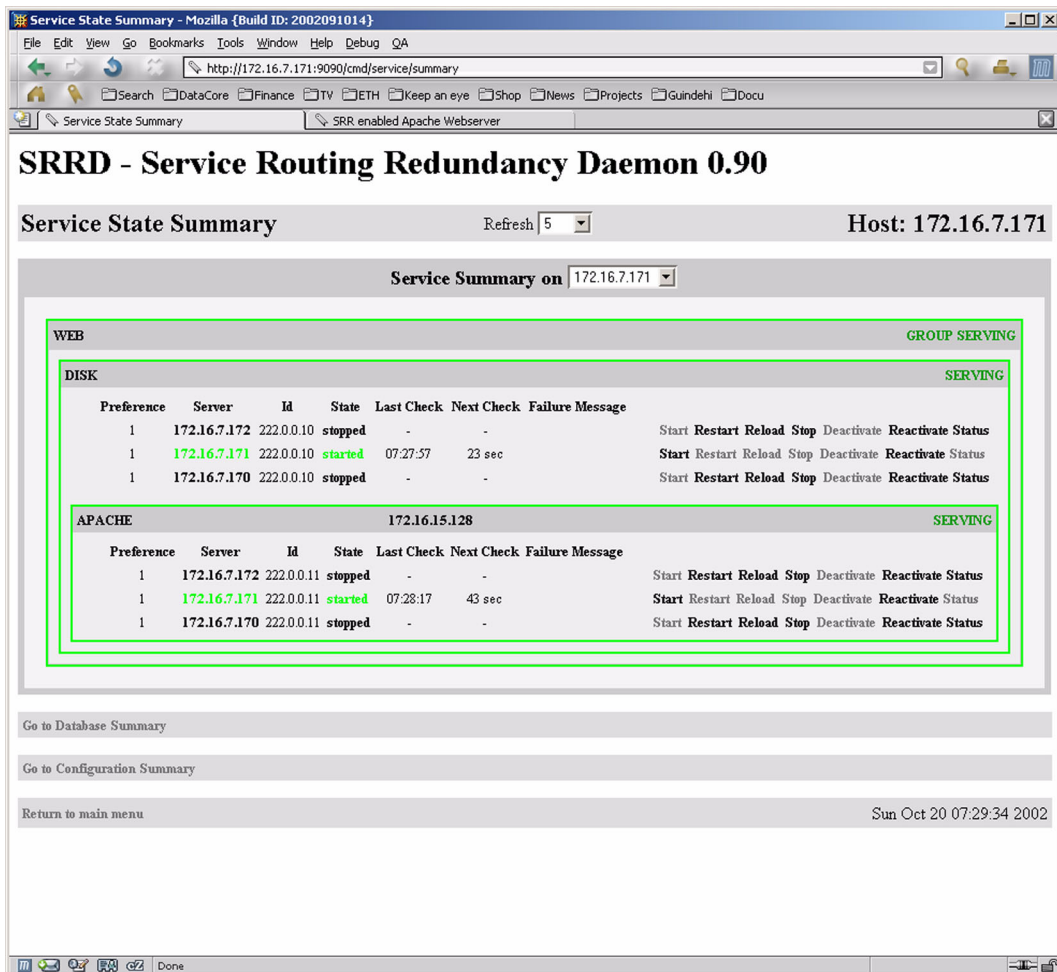 Service State Summary - Mozilla {Build ID: 2002091014}
File Edit View Go Bookmarks Tools Window Help Debug QA
http://172.16.7.171:9090/cmd/service/summary
Search DataCore Finance TV ETH Keep an eye Shop News Projects Guindehi Docu
Service State Summary SRR enabled Apache Webserver
SRRD - Service Routing Redundancy Daemon 0.90
Service State Summary Refresh 5 Host: 172.16.7.171
Service Summary on 172.16.7.171
WEB GROUP SERVING
DISK SERVING
Preference Server Id State Last Check Next Check Failure Message
1 172.16.7.172 222.0.0.10 stopped - - Start Restart Reload Stop Deactivate Reactivate Status
1 172.16.7.171 222.0.0.10 started 07:27:57 23 sec Start Restart Reload Stop Deactivate Reactivate Status
1 172.16.7.170 222.0.0.10 stopped - - Start Restart Reload Stop Deactivate Reactivate Status
APACHE 172.16.15.128 SERVING
Preference Server Id State Last Check Next Check Failure Message
1 172.16.7.172 222.0.0.11 stopped - - Start Restart Reload Stop Deactivate Reactivate Status
1 172.16.7.171 222.0.0.11 started 07:28:17 43 sec Start Restart Reload Stop Deactivate Reactivate Status
1 172.16.7.170 222.0.0.11 stopped - - Start Restart Reload Stop Deactivate Reactivate Status
Go to Database Summary
Go to Configuration Summary
Return to main menu Sun Oct 20 07:29:34 2002
Done